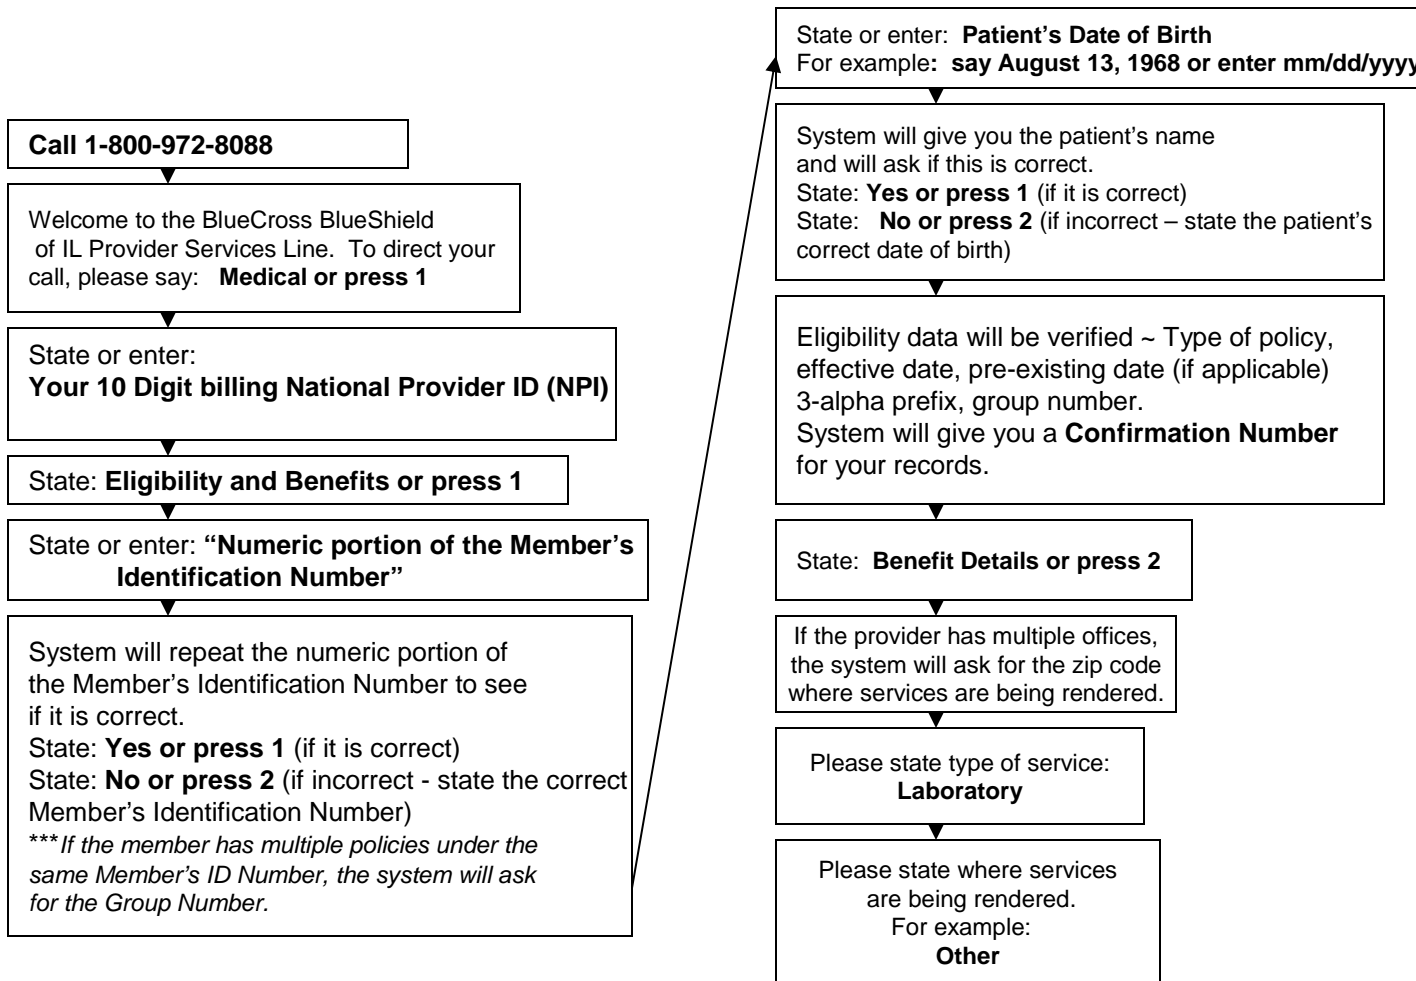 Call 1-800-972-8088
Welcome to the BlueCross BlueShield
of IL Provider Services Line. To direct your
call, please say: Medical or press 1
State or enter:
Your 10 Digit billing National Provider ID (NPI)
State: Eligibility and Benefits or press 1
State or enter: “Numeric portion of the Member’s
Identification Number”
System will repeat the numeric portion of
the Member’s Identification Number to see
if it is correct.
State: Yes or press 1 (if it is correct)
State: No or press 2 (if incorrect - state the correct
Member’s Identification Number)
***If the member has multiple policies under the
same Member’s ID Number, the system will ask
for the Group Number.
State or enter: Patient’s Date of Birth
For example: say August 13, 1968 or enter mm/dd/yyyy
System will give you the patient’s name
and will ask if this is correct.
State: Yes or press 1 (if it is correct)
State: No or press 2 (if incorrect – state the patient’s
correct date of birth)
Eligibility data will be verified ~ Type of policy,
effective date, pre-existing date (if applicable)
3-alpha prefix, group number.
System will give you a Confirmation Number
for your records.
State: Benefit Details or press 2
If the provider has multiple offices,
the system will ask for the zip code
where services are being rendered.
Please state type of service:
Laboratory
Please state where services
are being rendered.
For example:
Other